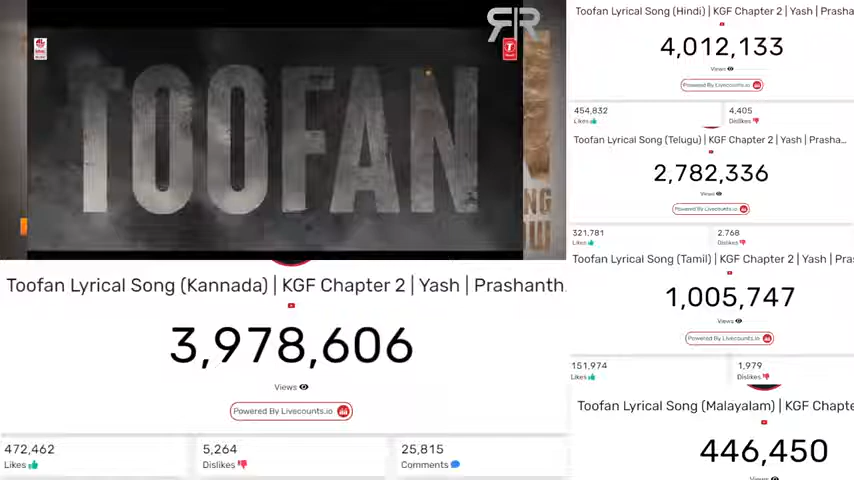 RR
TOOFAN
NG
Toofan Lyrical Song (Kannada) | KGF Chapter 2 | Yash | Prashanth
3,978,606
Views
Powered By Livecounts.io
472,462
Likes
5,264
Dislikes
25,815
Comments
Toofan Lyrical Song (Hindi) | KGF Chapter 2 | Yash | Prasha
4,012,133
Views
Powered By Livecounts.io
454,832
Likes
4,405
Dislikes
Toofan Lyrical Song (Telugu) | KGF Chapter 2 | Yash | Prasha...
2,782,336
Views
Powered By Livecounts.io
321,781
Likes
2,768
Dislikes
Toofan Lyrical Song (Tamil) | KGF Chapter 2 | Yash | Pras
1,005,747
Views
Powered By Livecounts.io
151,974
Likes
1,979
Dislikes
Toofan Lyrical Song (Malayalam) | KGF Chapte
446,450
Views